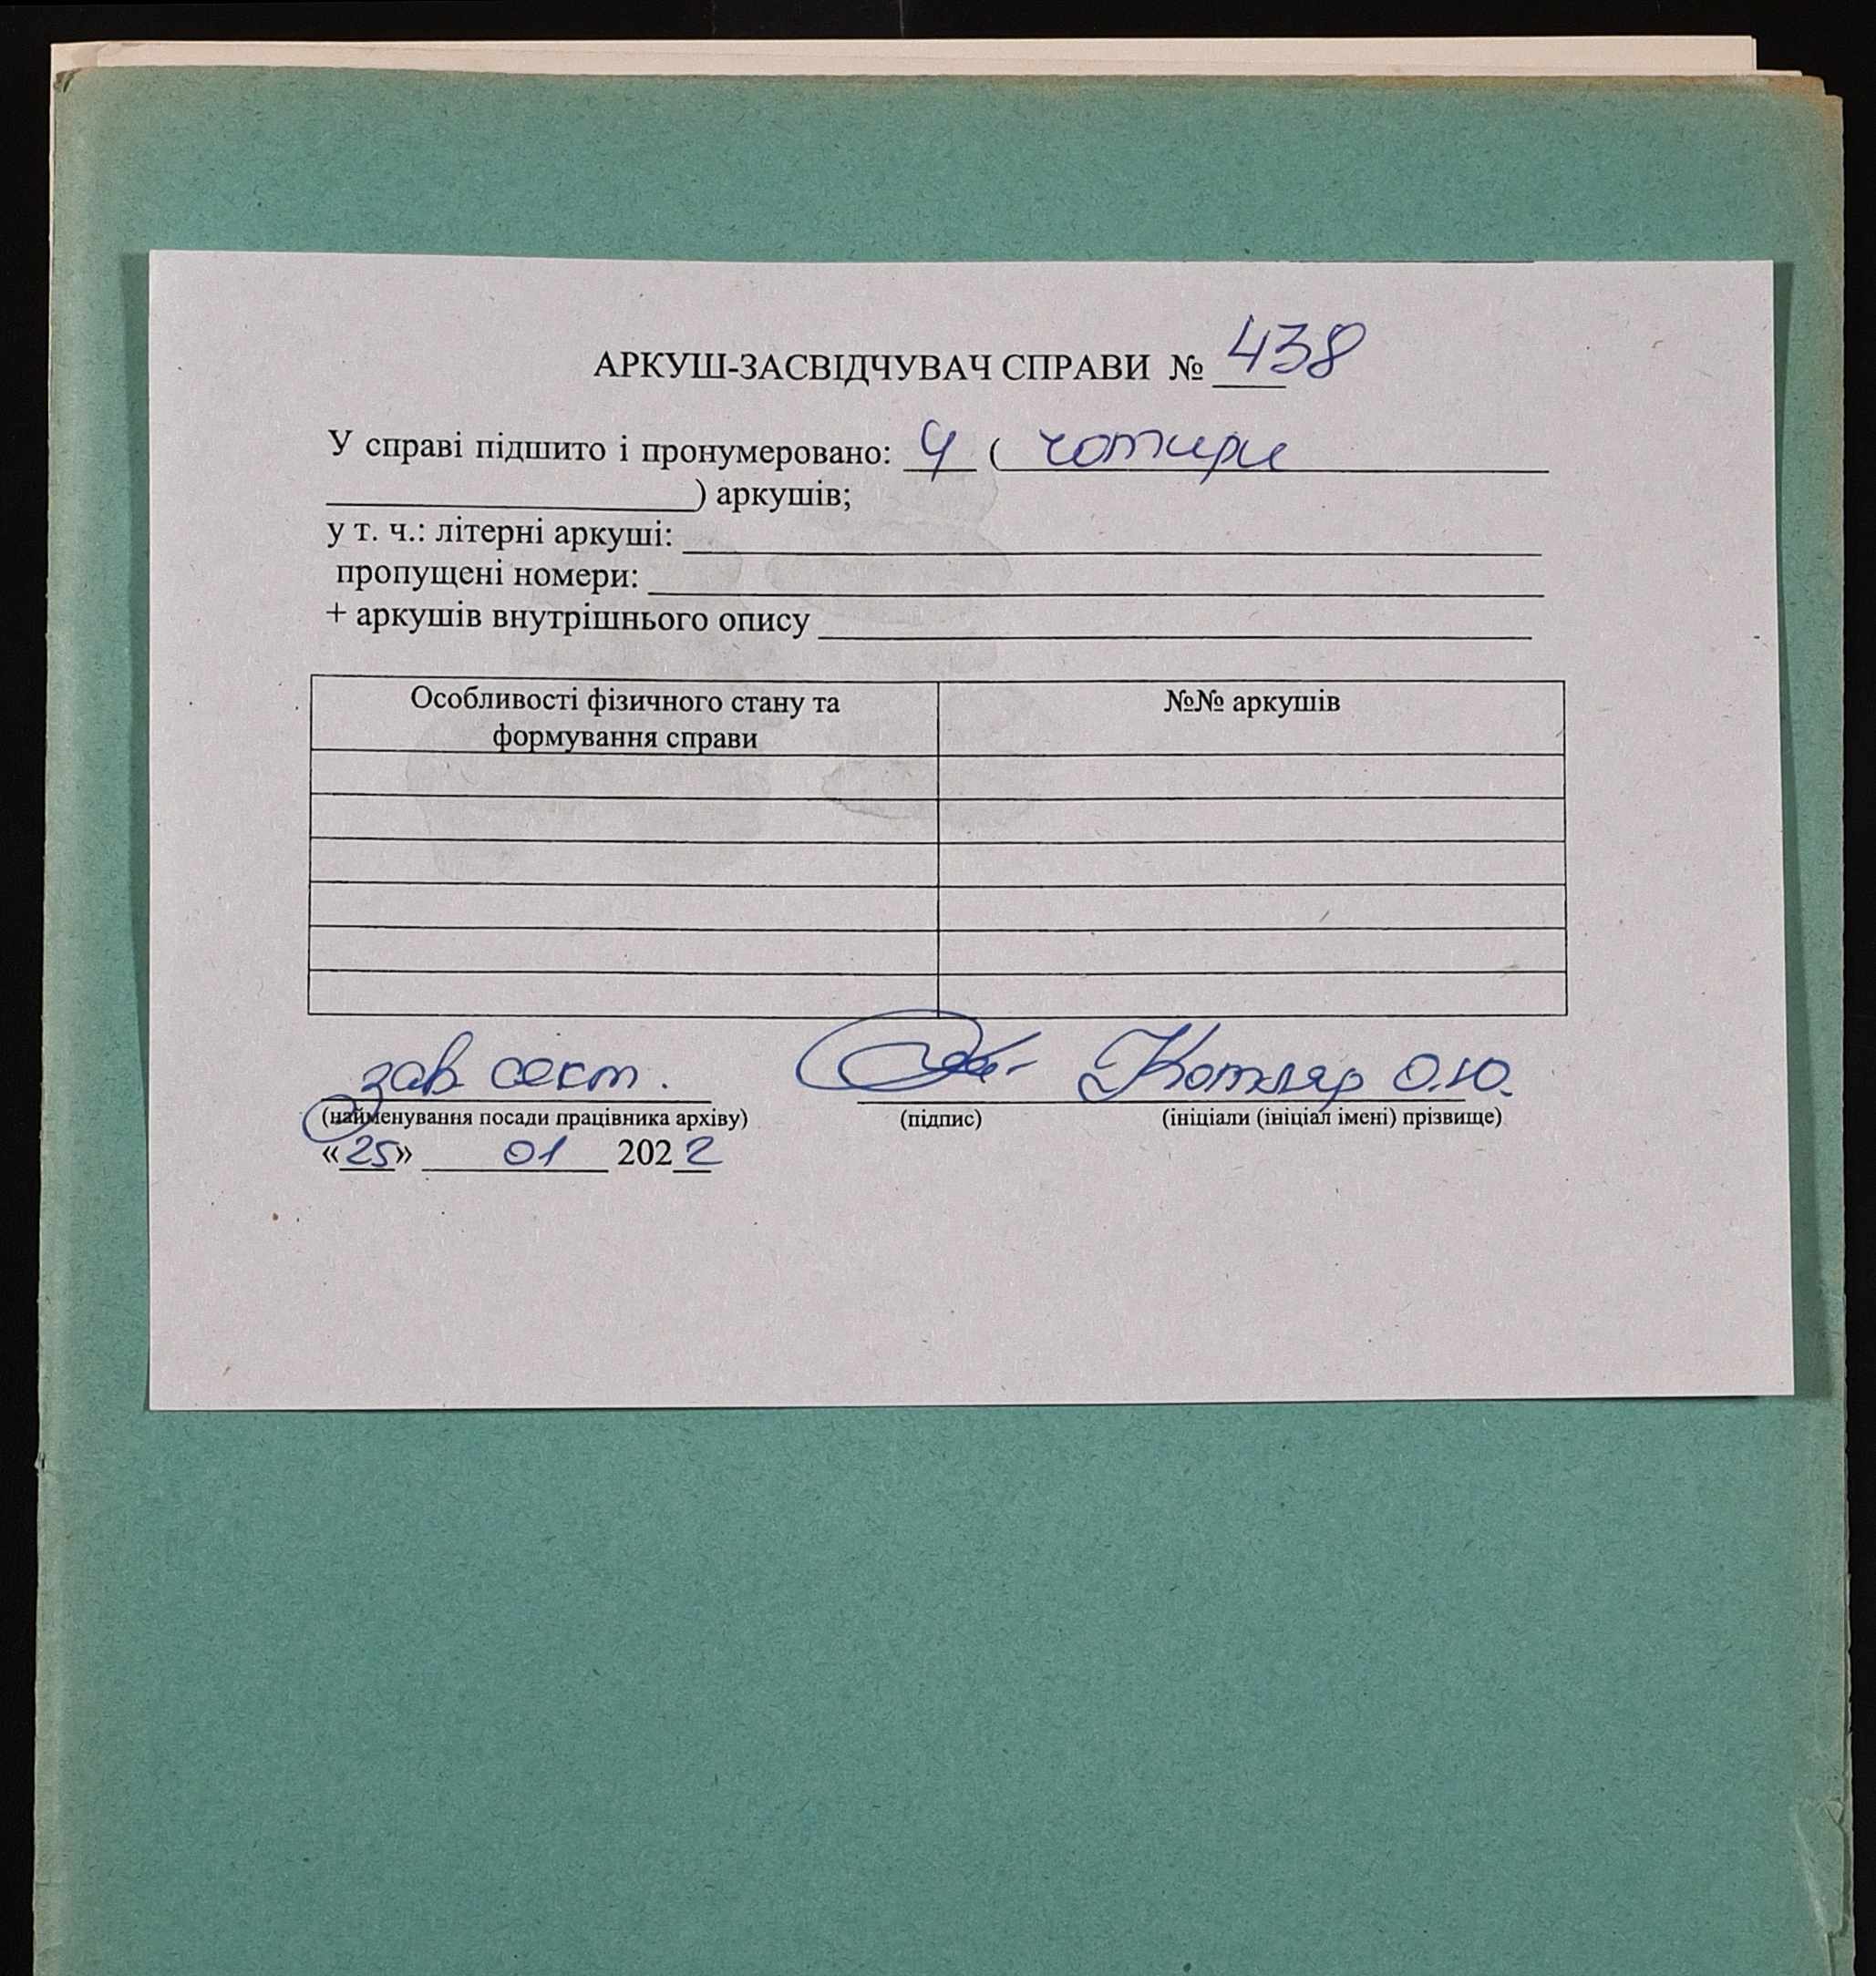 АРКУШ-ЗАСВІДЧУВАЧ СПРАВИ № 438
У справі підшито і пронумеровано: 4 ( чотири
) аркушів;
у т. ч.: літерні аркуші:
пропущені номери:
+ аркушів внутрішнього опису
Особливості фізичного стану та №№ аркушів
формування справи
зав сект. Котляр О.Ю.
(найменування посади працівника архіву) (підпис) (ініціали (ініціал імені) прізвище)
«25» 01 2022